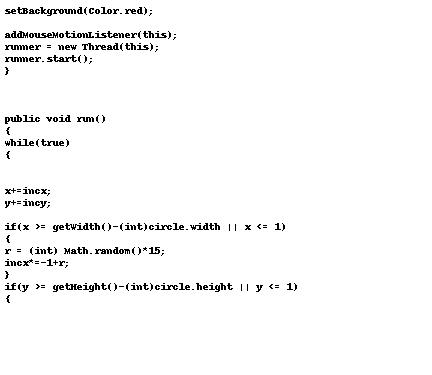 setBackground(Color.red);
addMouseMotionListener(this);
runner = new Thread(this);
runner.start();
}
public void run()
{
while(true)
{
x+=incx;
y+=incy;
if(x >= getWidth()-(int)circle.width || x <= 1)
{
r = (int) Math.random()*15;
incx*=-1+r;
}
if(y >= getHeight()-(int)circle.height || y <= 1)
{